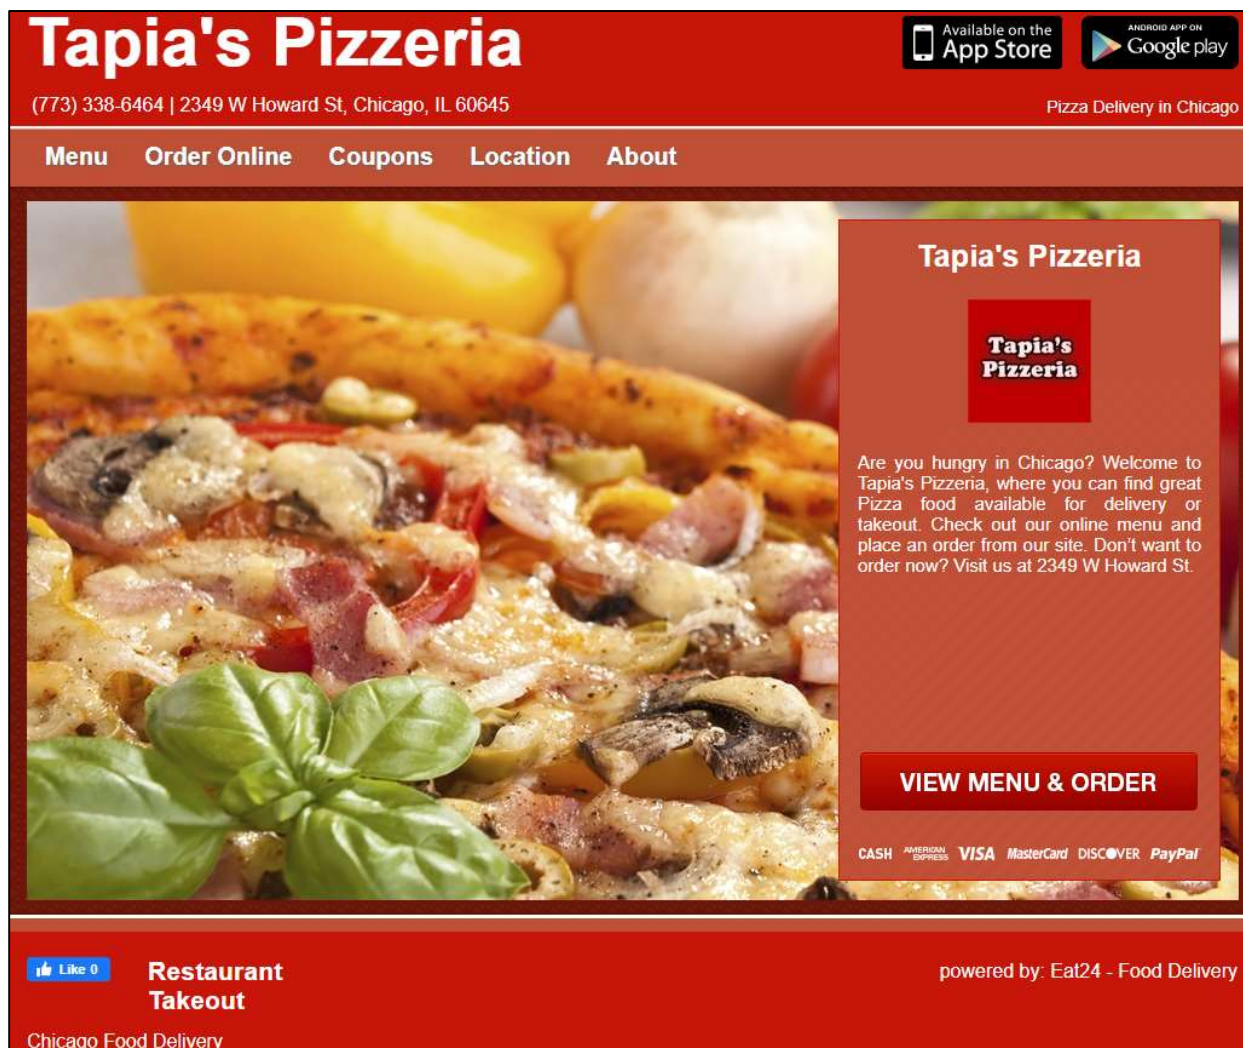 Tapia's Pizzeria
Available on the
App Store
ANDROID APP ON
Google play
(773) 338-6464 | 2349 W Howard St, Chicago, IL 60645
Pizza Delivery in Chicago
Menu Order Online Coupons Location About
Tapia's Pizzeria
Tapia's
Pizzeria
Are you hungry in Chicago? Welcome to
Tapia's Pizzeria, where you can find great
Pizza food available for delivery or
takeout. Check out our online menu and
place an order from our site. Don't want to
order now? Visit us at 2349 W Howard St.
VIEW MENU & ORDER
CASH AMERICAN EXPRESS VISA MasterCard DISCOVER PayPal
Like 0
Restaurant
Takeout
powered by: Eat24 - Food Delivery
Chicago Food Delivery